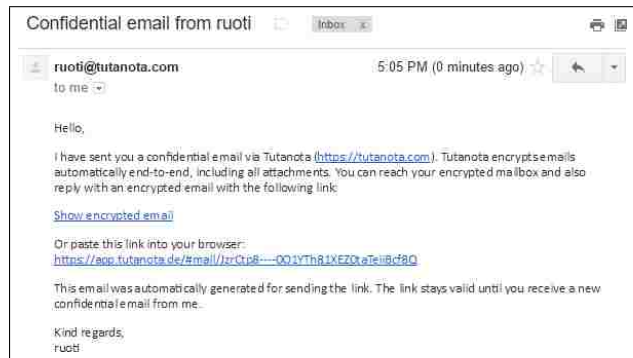 Confidential email from ruoti Inbox x
ruoti@tutanota.com 5:05 PM (0 minutes ago)
to me
Hello,
I have sent you a confidential email via Tutanota (https://tutanota.com). Tutanota encrypts emails
automatically end-to-end, including all attachments. You can reach your encrypted mailbox and also
reply with an encrypted email with the following link:
Show encrypted email
Or paste this link into your browser:
This email was automatically generated for sending the link. The link stays valid until you receive a new
confidential email from me.
Kind regards,
ruoti